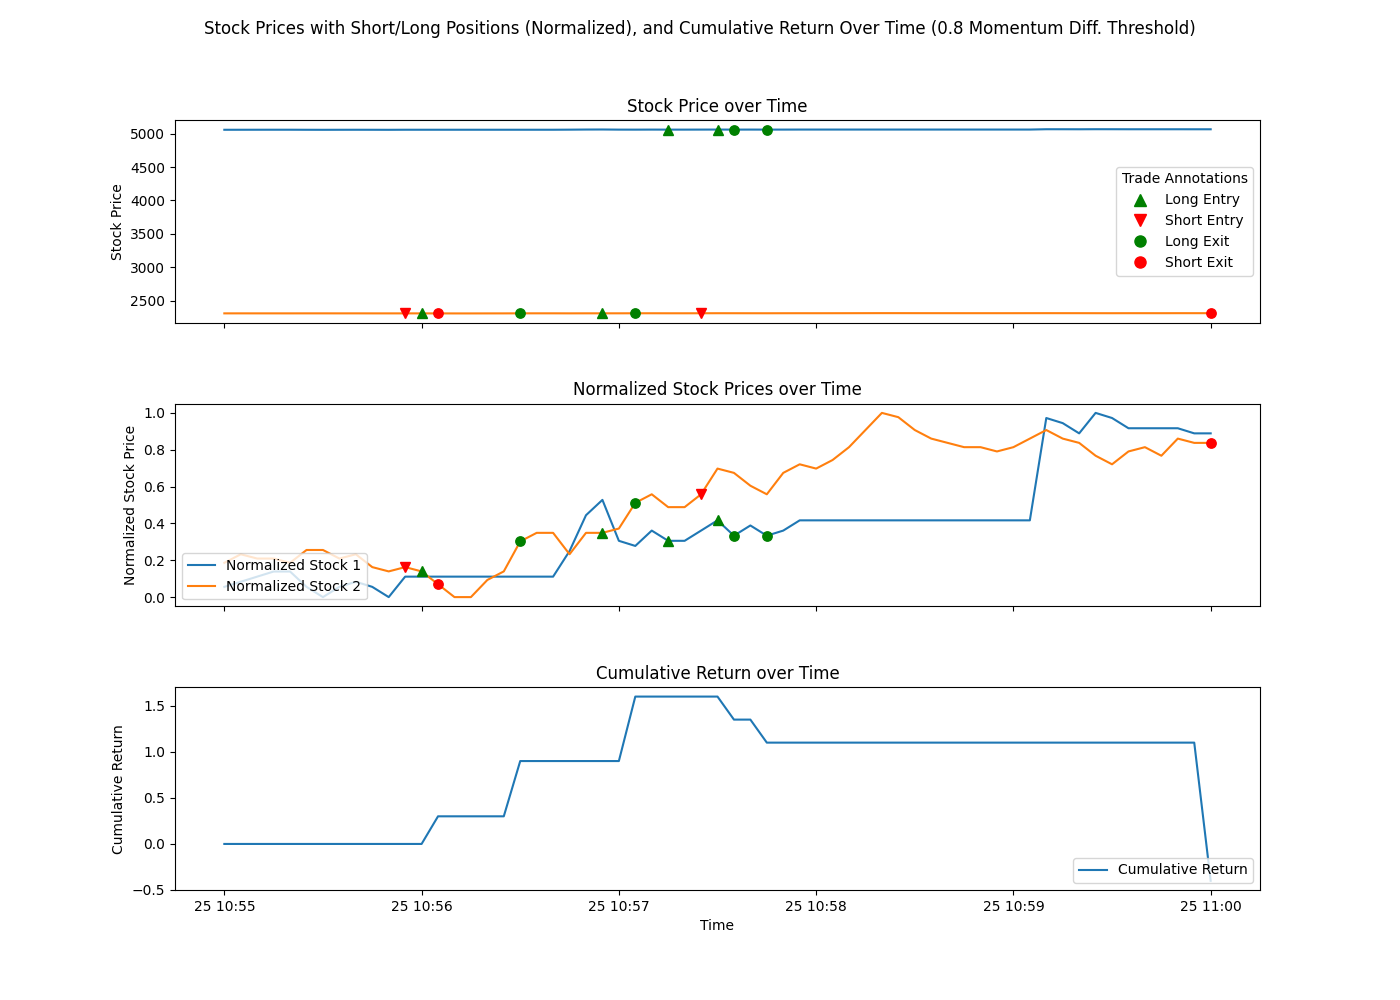 Stock Prices with Short/Long Positions (Normalized), and Cumulative Return Over Time (0.8 Momentum Diff. Threshold)
Stock Price over Time
Stock Price
5000
4500
4000
3500
3000
2500
Trade Annotations
Long Entry
Short Entry
Long Exit
Short Exit
Normalized Stock Prices over Time
Normalized Stock Price
1.0
0.8
0.6
0.4
0.2
0.0
Normalized Stock 1
Normalized Stock 2
Cumulative Return over Time
Cumulative Return
1.5
1.0
0.5
0.0
−0.5
Cumulative Return
25 10:55 25 10:56 25 10:57 25 10:58 25 10:59 25 11:00
Time